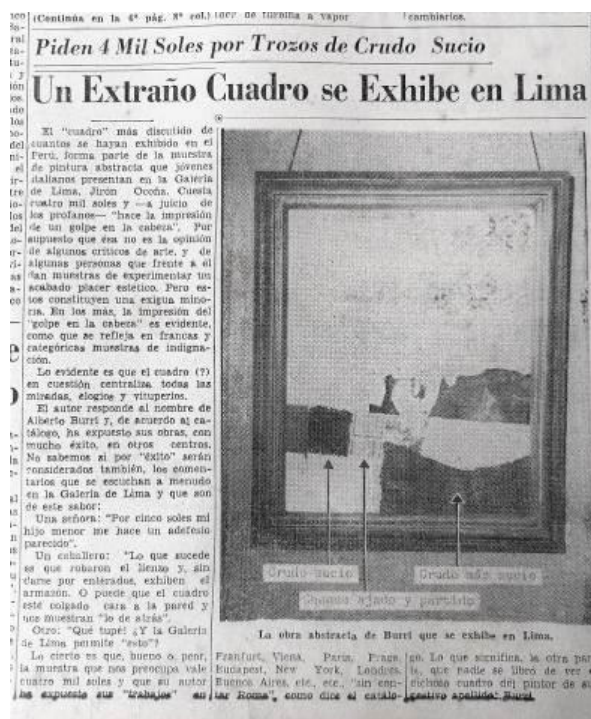 (Continúa en la 4ª pág. 8ª col.)
ider de turbina a vapor
cambiarios.
Piden 4 Mil Soles por Trozos de Crudo Sucio
Un Extraño Cuadro se Exhibe en Lima
El "cuadro" más discutido de
cuantos se hayan exhibido en el
Perú, forma parte de la muestra
de pintura abstracta que jóvenes
italianos presentan en la Galería
de Lima, Jirón Ocoña. Cuesta
cuatro mil soles y —a juicio de
los profanos— "hace la impresión
de un golpe en la cabeza". Por
supuesto que ésa no es la opinión
de algunos críticos de arte, y de
algunas personas que frente a él
dan muestras de experimentar un
acabado placer estético. Pero es-
tos constituyen una exigua mino-
ría. En los más, la impresión del
"golpe en la cabeza" es evidente,
como que se refleja en francas y
categóricas muestras de indigna-
ción.
Lo evidente es que el cuadro (?)
en cuestión centraliza todas las
miradas, elogios y vituperios.
El autor responde al nombre de
Alberto Burri y, de acuerdo al ca-
tálogo, ha expuesto sus obras, con
mucho éxito, en otros centros.
No sabemos si por "éxito" serán
considerados también, los comen-
tarios que se escuchan a menudo
en la Galería de Lima y que son
de este sabor:
Una señora: "Por cinco soles mi
hijo menor me hace un adefesio
parecido".
Un caballero: "Lo que sucede
es que robaron el lienzo y, sin
darse por enterados, exhiben el
armazón. O puede que el cuadro
esté colgado cara a la pared y
nos muestran "lo de atrás".
Otro: "Qué tupé! ¿Y la Galería
de Lima permite "esto"?
Lo cierto es que, bueno o peor,
la muestra que nos preocupa vale
cuatro mil soles y que su autor
ha expuesto sus "trabajos" en
Crudo sucio
Crudo más sucio
ajado y partido
La obra abstracta de Burri que se exhibe en Lima.
Franfurt, Viena, París, Praga,
Budapest, New York, Londres,
Buenos Aires, etc., etc., "sin con-
tar Roma", como dice el catálo-
go. Lo que significa, la otra par
te, que nadie se libró de ver e
dichoso cuadro del pintor de su
gestivo apellido: Burri